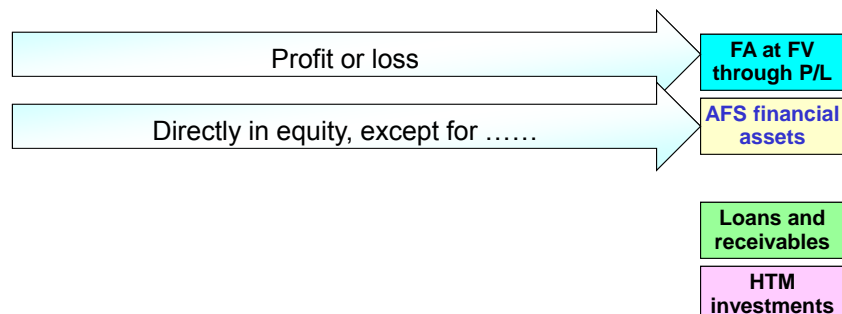 Profit or loss
FA at FV
through P/L
Directly in equity, except for ……
AFS financial
assets
Loans and
receivables
HTM
investments